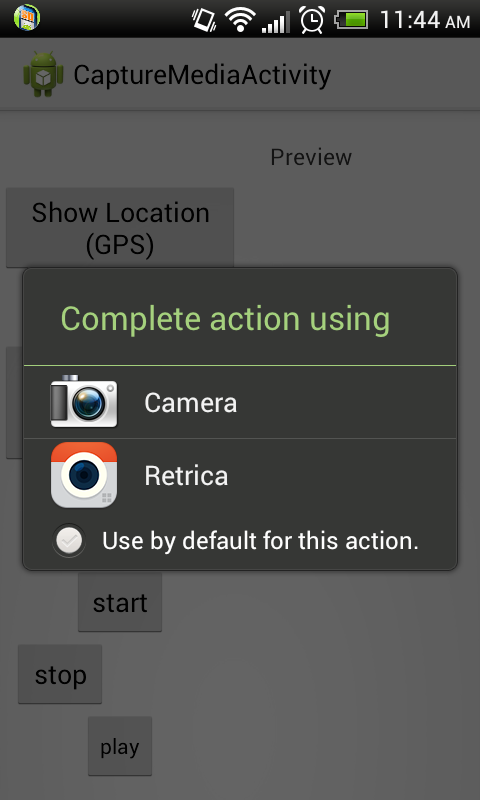 11:44 AM
CaptureMediaActivity
Preview
Show Location
(GPS)
Complete action using
Camera
Retrica
Use by default for this action.
start
stop
play